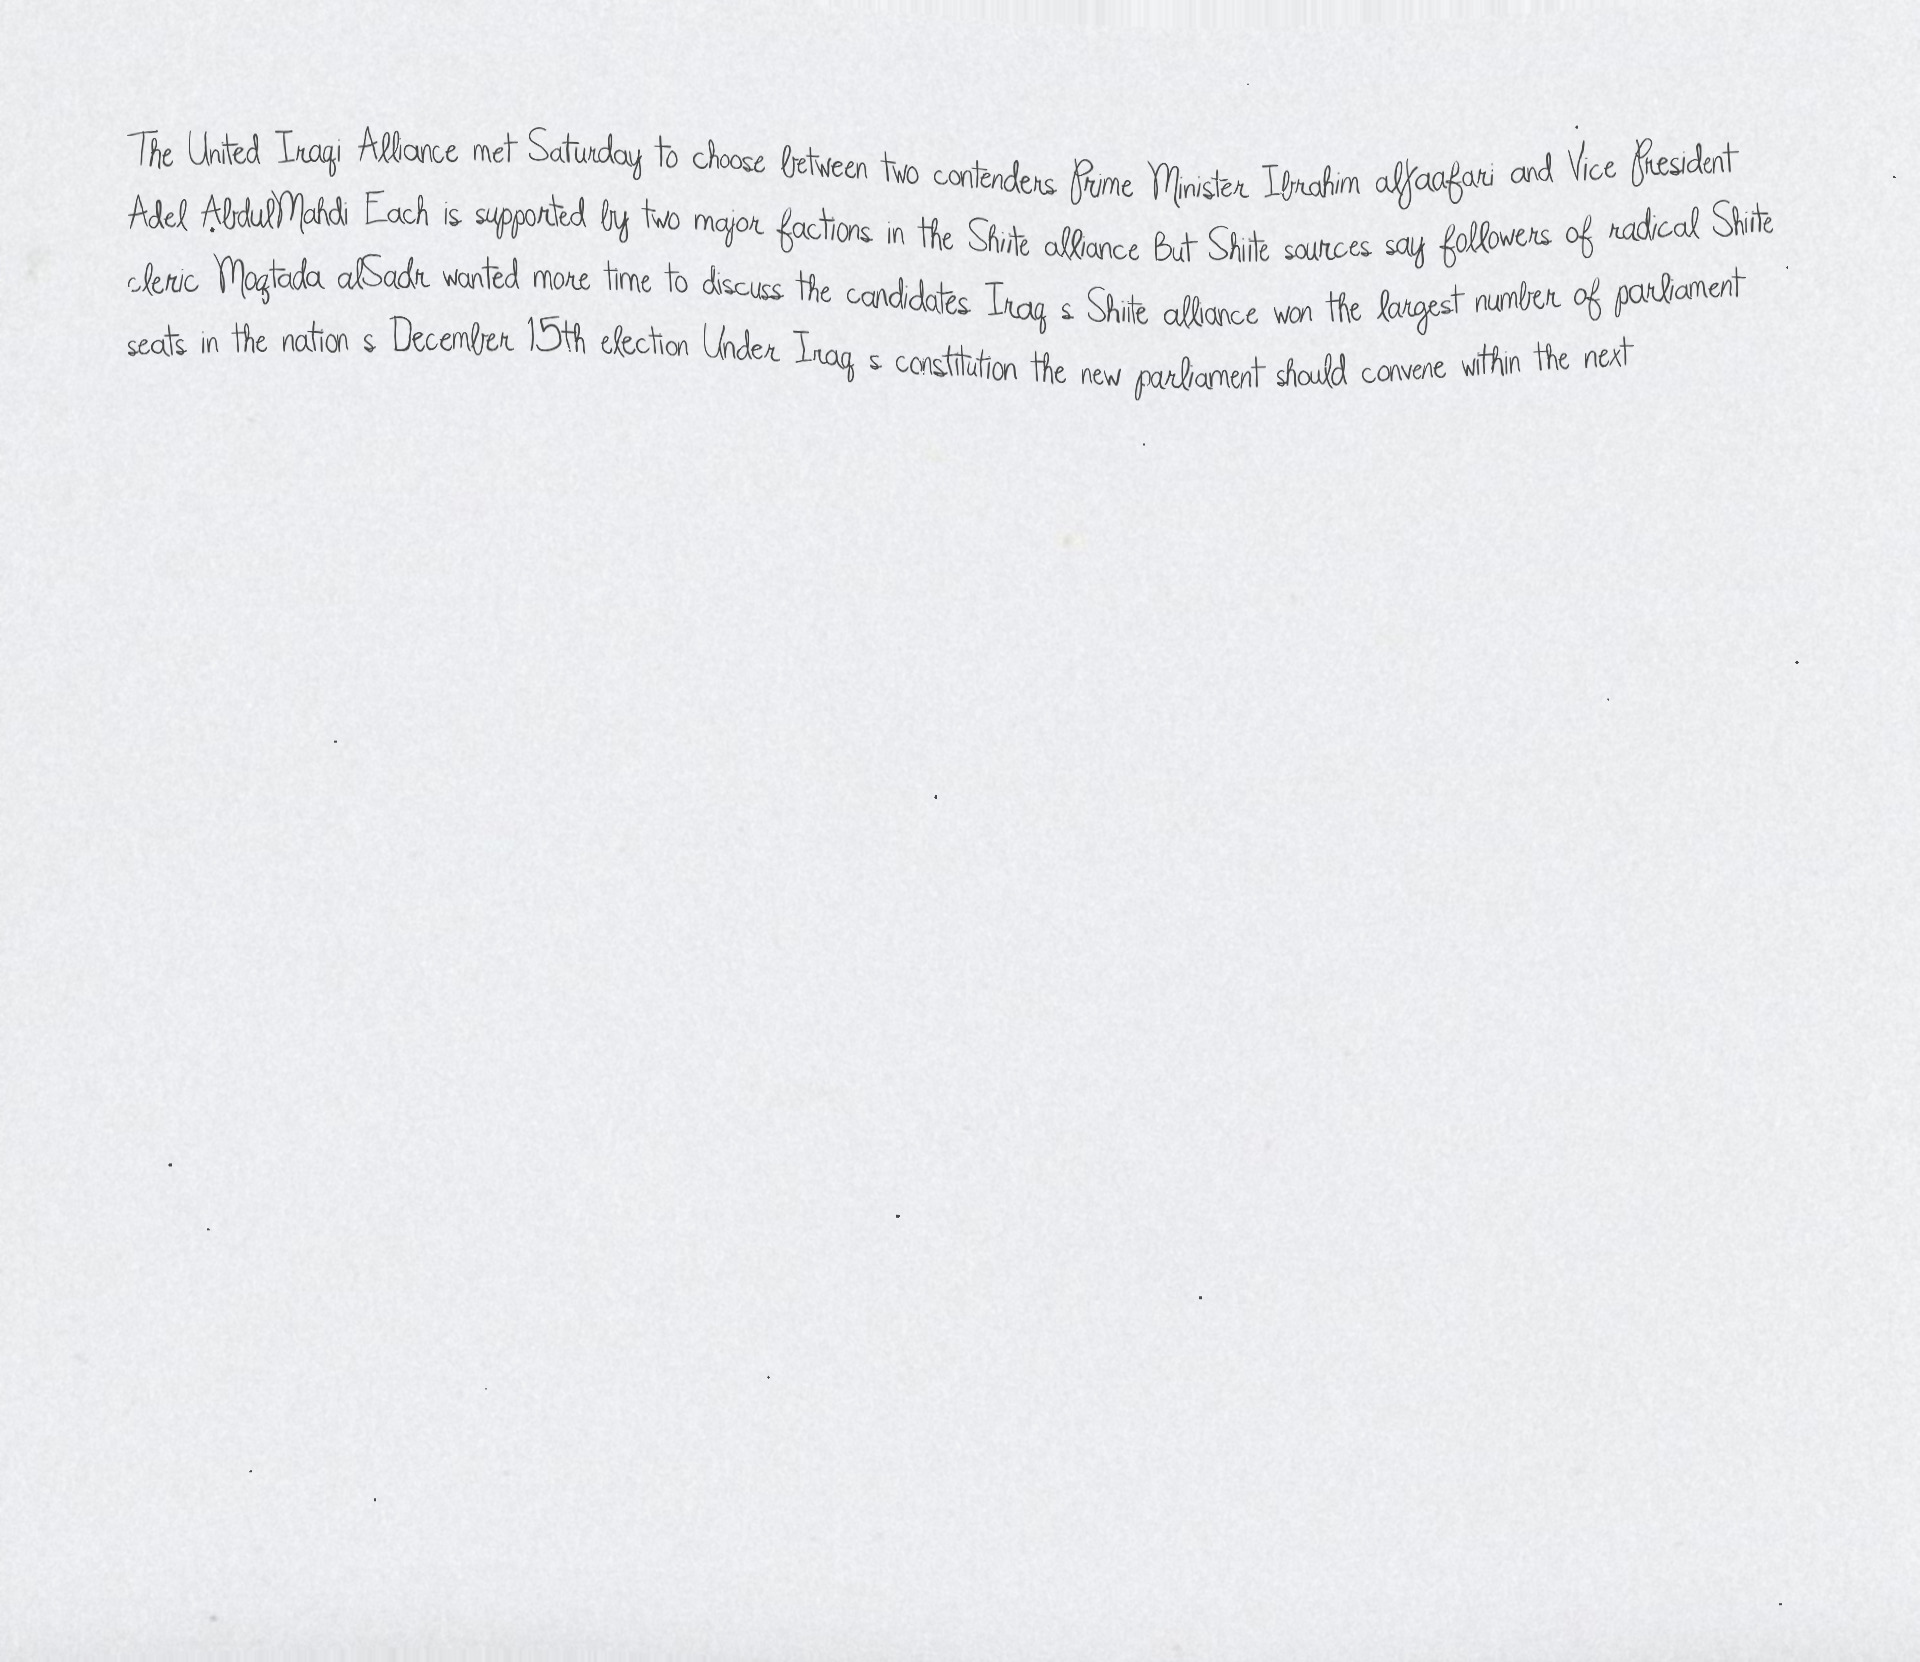 The United Iraqi Alliance met Saturday to choose between two contenders Prime Minister Ibrahim alJaafari and Vice President
Adel AbdulMahdi Each is supported by two major factions in the Shiite alliance But Shiite sources say followers of radical Shiite
cleric Moqtada alSadr wanted more time to discuss the candidates Iraq s Shiite alliance won the largest number of parliament
seats in the nation s December 15th election Under Iraq s constitution the new parliament should convene within the next